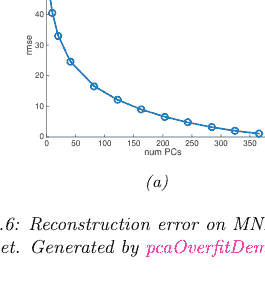 40
30
20
10
0
rmse
0 50 100 150 200 250 300 350
num PCs
(a)
.6: Reconstruction error on MN
et. Generated by pcaOverfitDem